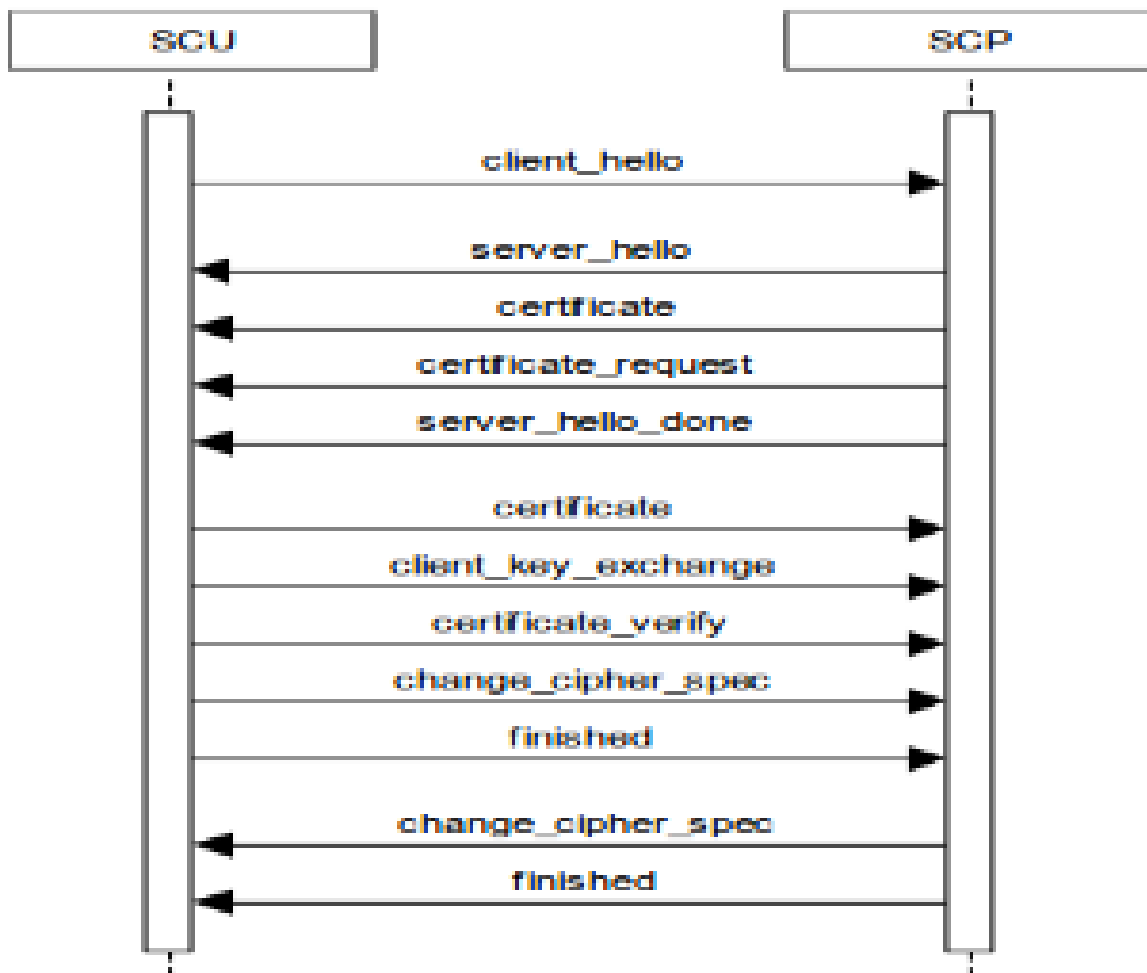 SCU
SCP
client_hello
server_hello
certificate
certificate_request
server_hello_done
certificate
client_key_exchange
certificate_verify
change_cipher_spec
finished
change_cipher_spec
finished